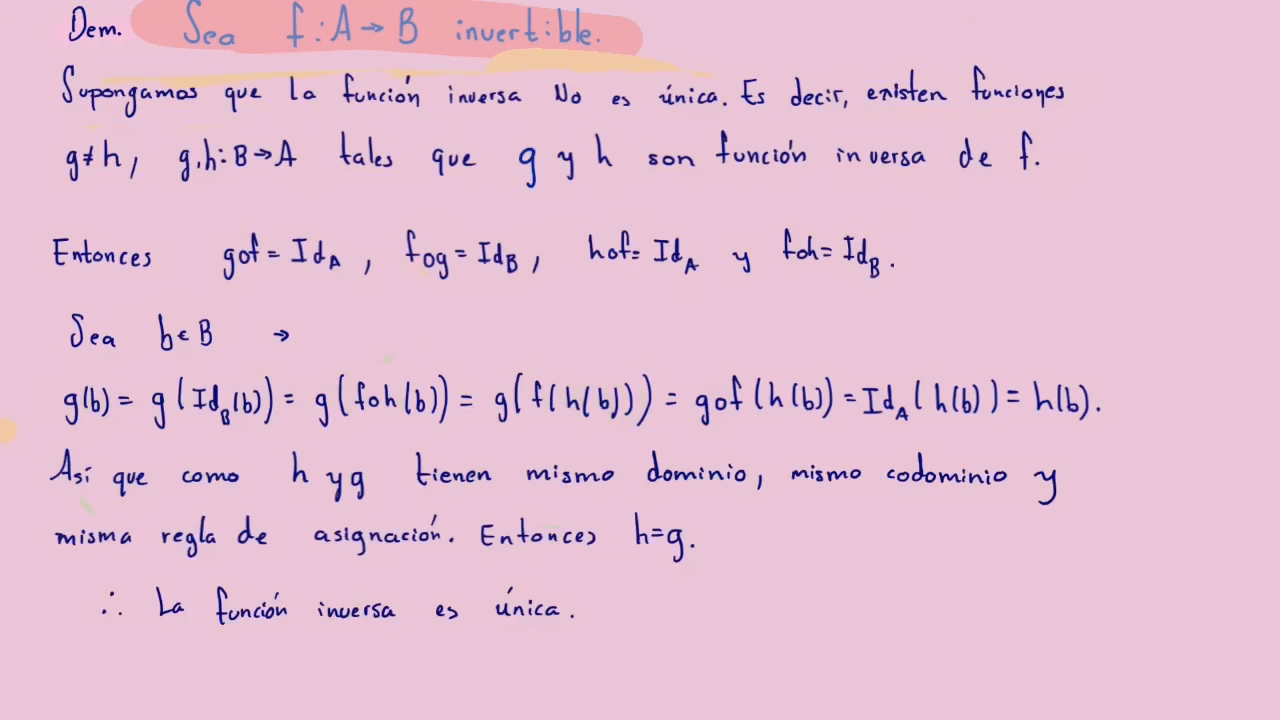 Dem. Sea f: A → B invertible.
Supongamos que la función inversa No es única. Es decir, existen funciones
g≠h, g,h: B → A tales que g y h son función inversa de f.
Entonces g∘f = Id_A, f∘g = Id_B, h∘f = Id_A y f∘h = Id_B.
Sea b∈B →
g(b) = g(Id_B(b)) = g(f∘h(b)) = g(f(h(b))) = g∘f(h(b)) = Id_A(h(b)) = h(b).
Así que como h y g tienen mismo dominio, mismo codominio y
misma regla de asignación. Entonces h=g.
∴ La función inversa es única.